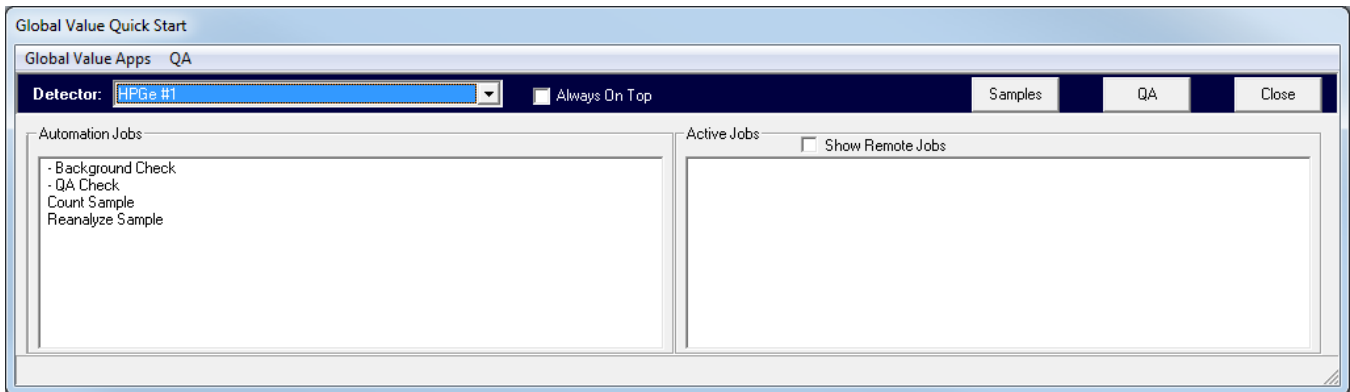 Global Value Quick Start
Global Value Apps QA
Detector: HPGe #1 Always On Top Samples QA Close
Automation Jobs
- Background Check
- QA Check
Count Sample
Reanalyze Sample
Active Jobs Show Remote Jobs